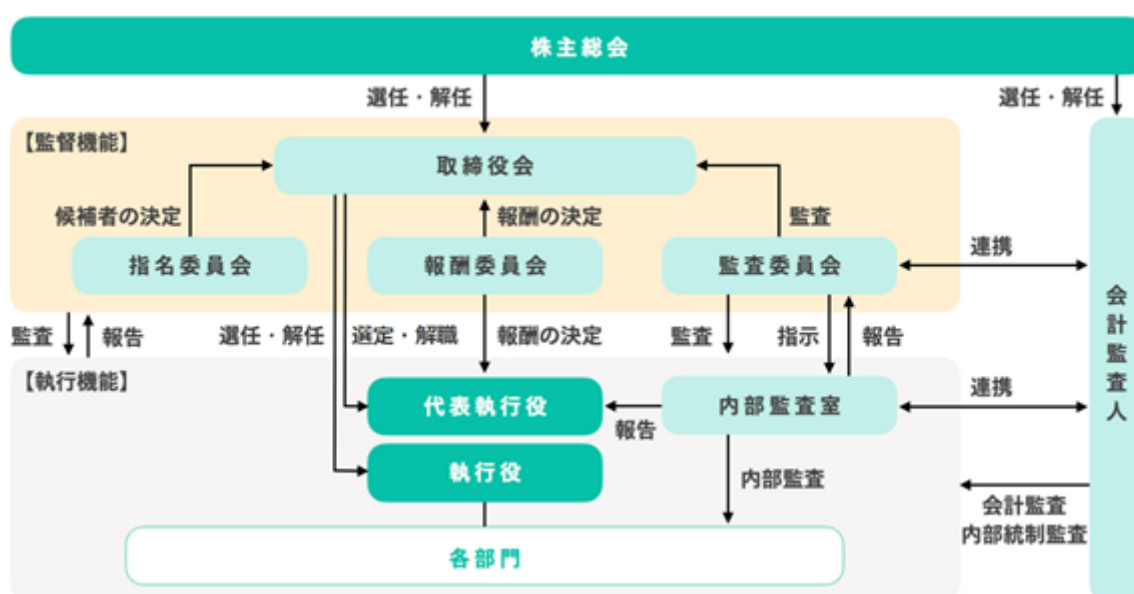 株主総会
選任・解任
選任・解任
【監督機能】
取締役会
候補者の決定
報酬の決定
監査
指名委員会
報酬委員会
監査委員会
連携
監査
報告
選任・解任
選定・解職
報酬の決定
監査
指示
報告
会計監査人
【執行機能】
代表執行役
内部監査室
連携
報告
執行役
内部監査
会計監査
内部統制監査
各部門